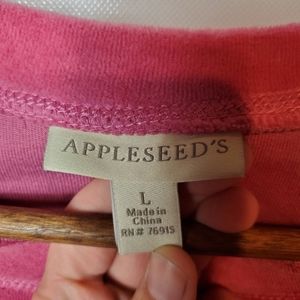 APPLESEED'S
L
Made in
China
RN# 76915